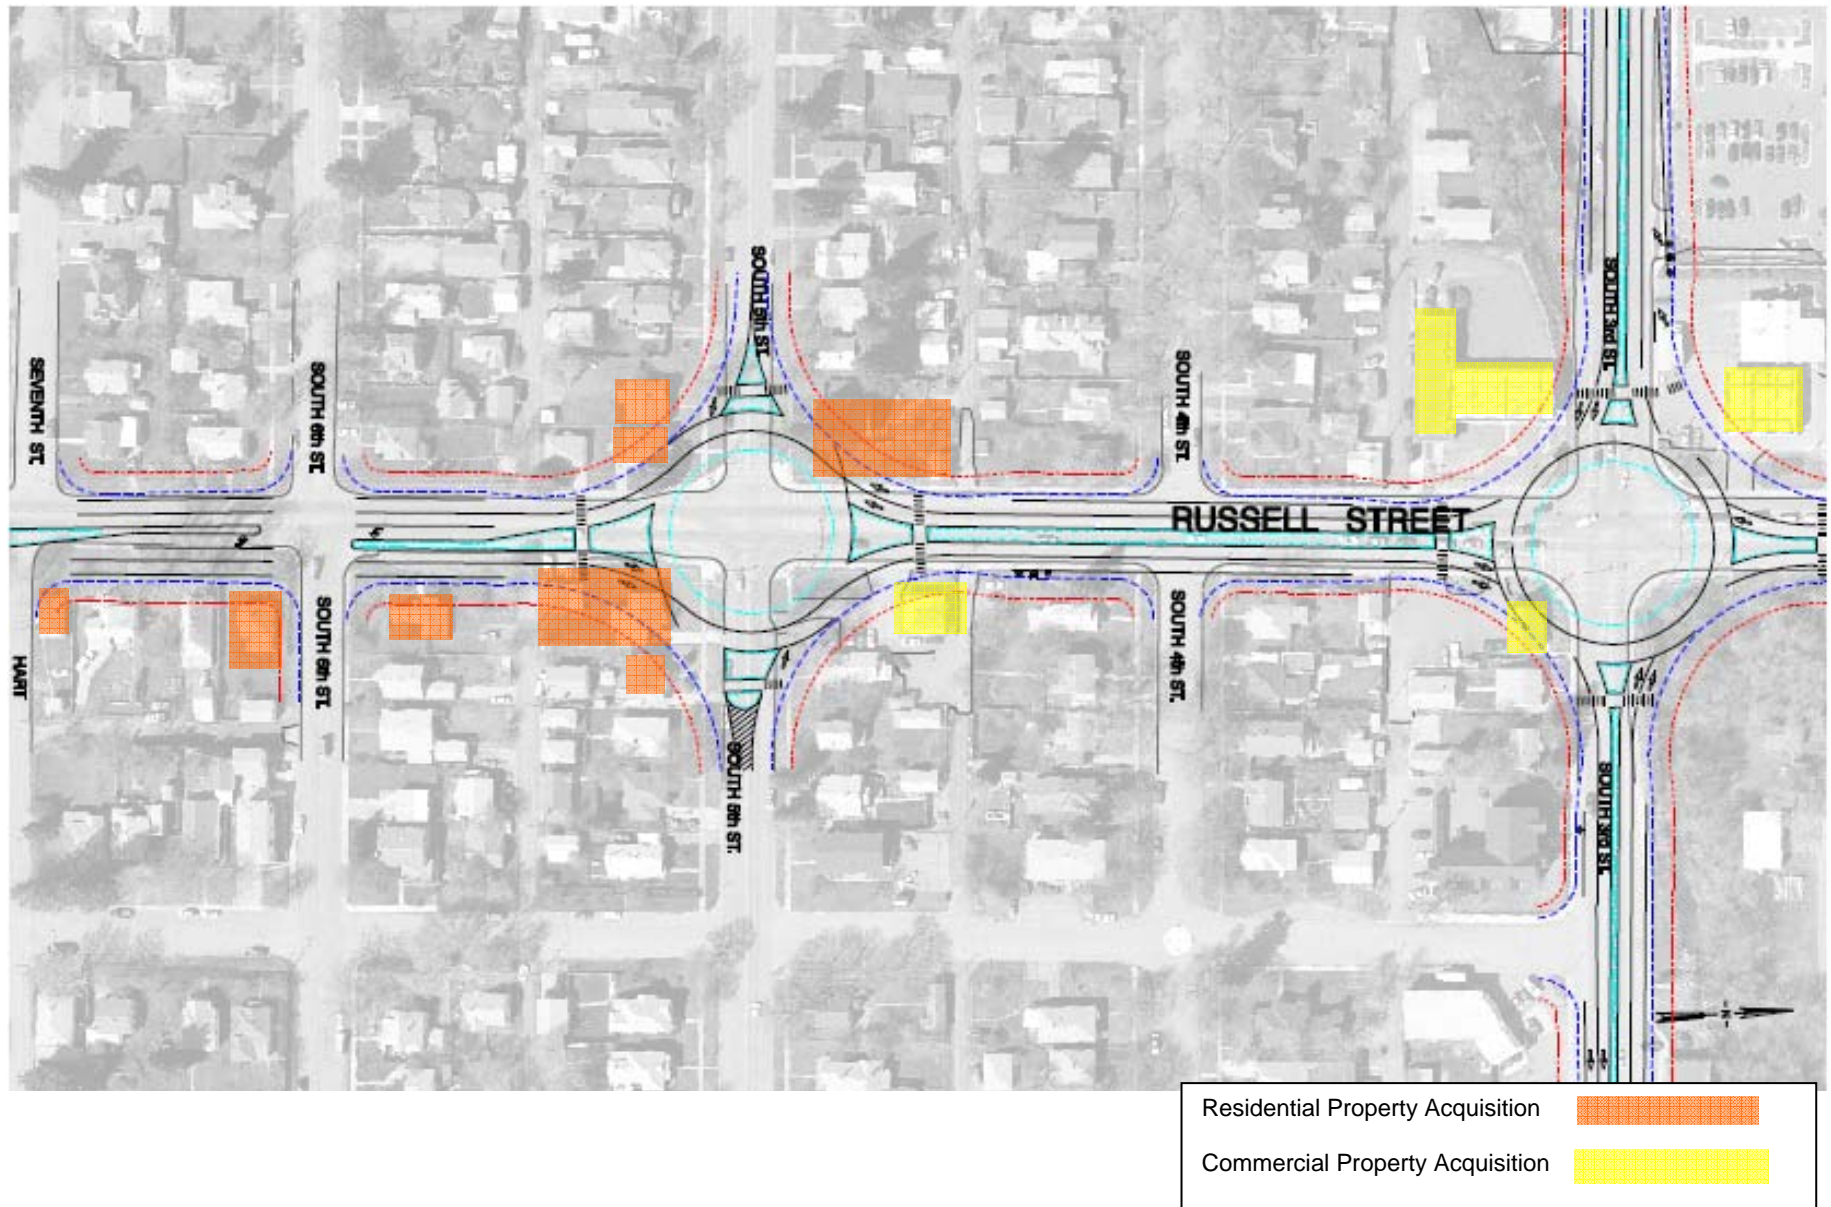 SOUTH 5th ST.
SOUTH 3rd ST.
SEVENTH ST.
SOUTH 6th ST.
SOUTH 4th ST.
RUSSELL STREET
HART
SOUTH 6th ST.
SOUTH 4th ST.
SOUTH 5th ST.
SOUTH 3rd ST.
Residential Property Acquisition
Commercial Property Acquisition